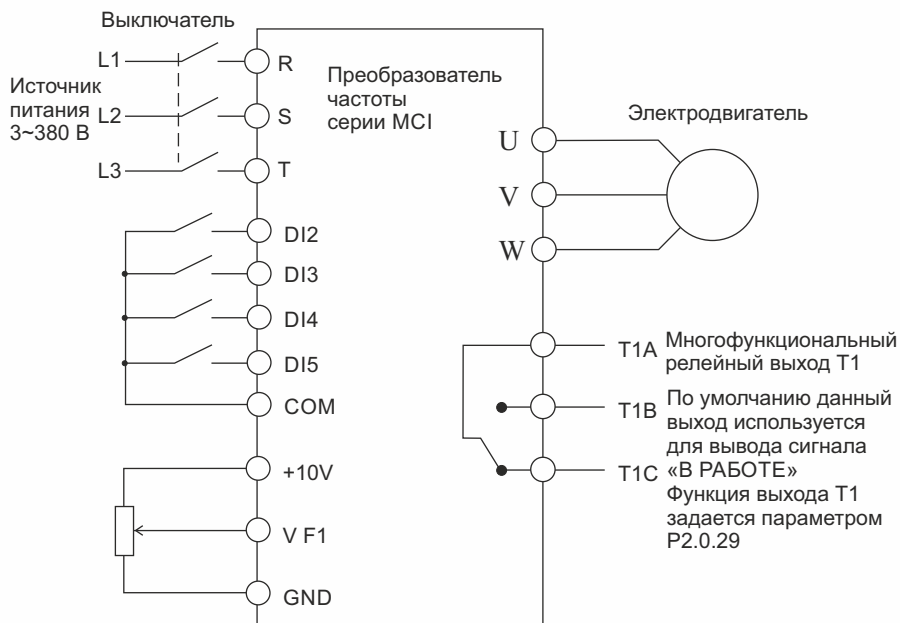 Выключатель
L1
R
Источник
питания
3~380 В
L2
S
L3
T
Преобразователь
частоты
серии MCI
Электродвигатель
U
V
W
DI2
DI3
DI4
DI5
COM
+10V
V F1
GND
T1A
Многофункциональный
релейный выход T1
T1B
По умолчанию данный
выход используется
для вывода сигнала
«В РАБОТЕ»
T1C
Функция выхода T1
задается параметром
P2.0.29